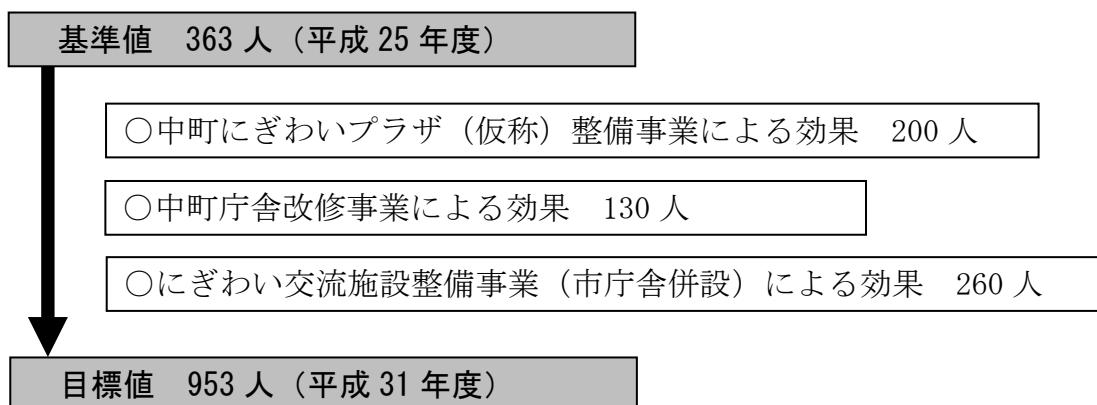 基準値　363 人（平成 25 年度）
○中町にぎわいプラザ（仮称）整備事業による効果　200 人
○中町庁舎改修事業による効果　130 人
○にぎわい交流施設整備事業（市庁舎併設）による効果　260 人
目標値　953 人（平成 31 年度）